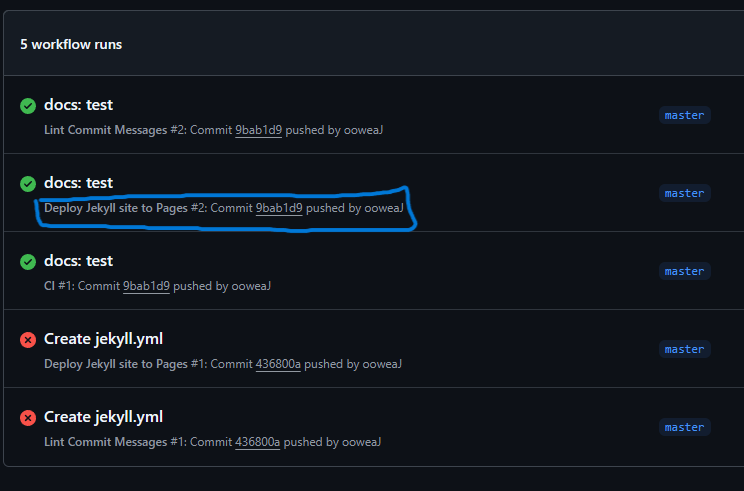 5 workflow runs
docs: test
master
Lint Commit Messages #2: Commit 9bab1d9 pushed by ooweaJ
docs: test
master
Deploy Jekyll site to Pages #2: Commit 9bab1d9 pushed by ooweaJ
docs: test
master
CI #1: Commit 9bab1d9 pushed by ooweaJ
Create jekyll.yml
master
Deploy Jekyll site to Pages #1: Commit 436800a pushed by ooweaJ
Create jekyll.yml
master
Lint Commit Messages #1: Commit 436800a pushed by ooweaJ